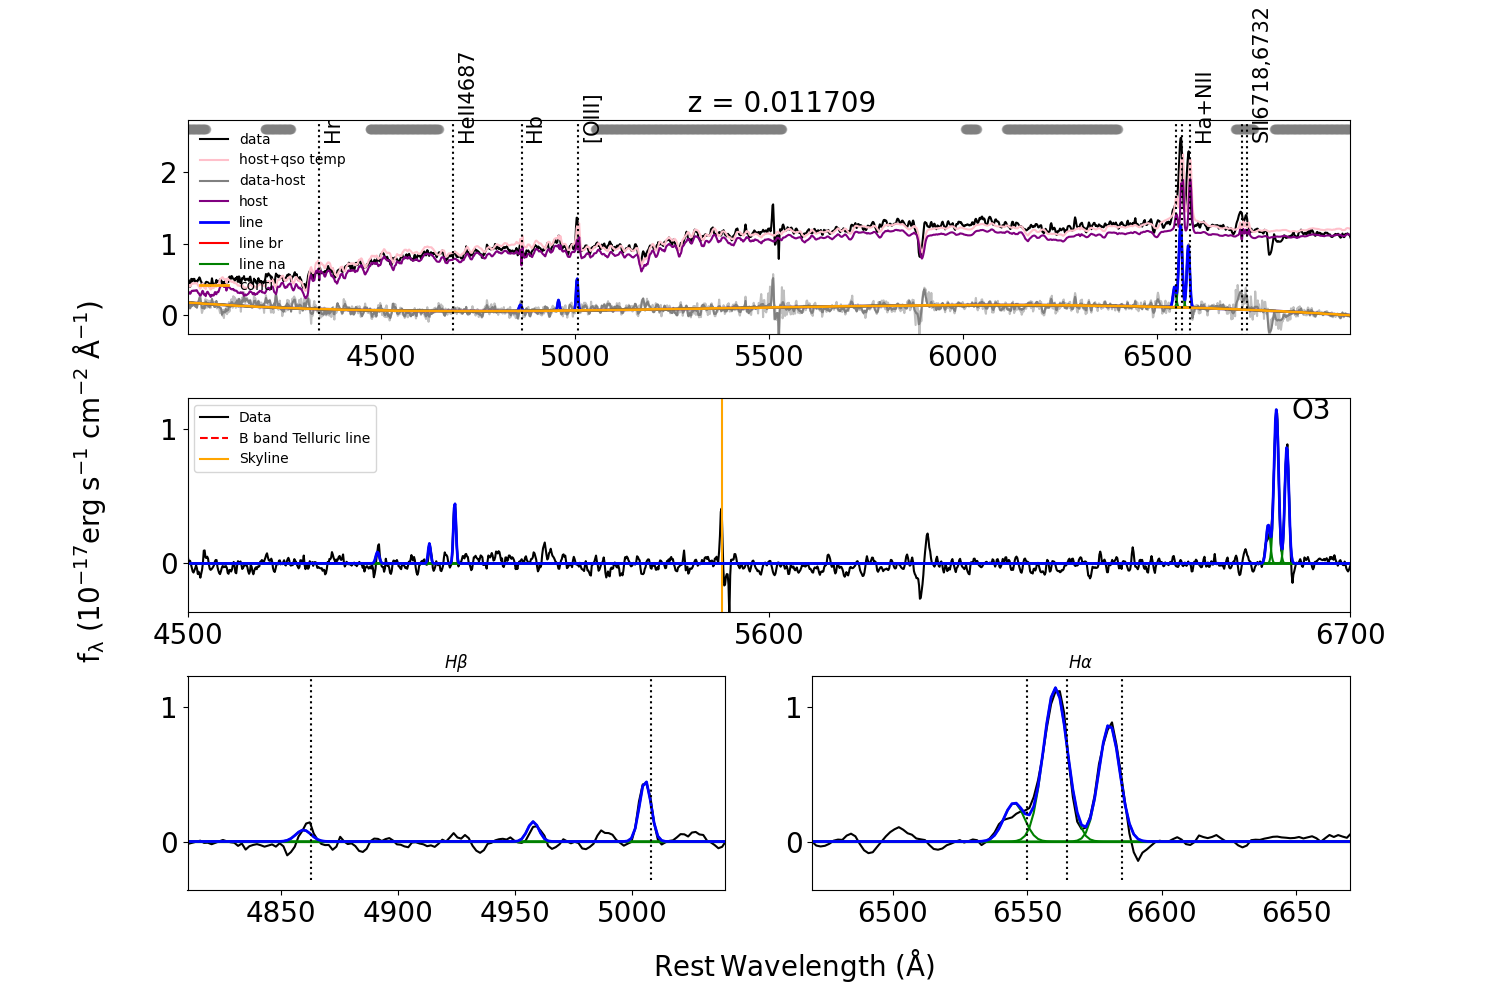 z = 0.011709
Hr
HeII4687
Hb
[OIII]
Ha+NII
SII6718,6732
data
host+qso temp
data-host
host
line
line br
line na
conti
2
1
0
4500
5000
5500
6000
6500
Data
B band Telluric line
Skyline
O3
1
0
4500
5600
6700
fλ (10−17erg s−1 cm−2 Å−1)
Hβ
1
0
4850
4900
4950
5000
Hα
1
0
6500
6550
6600
6650
Rest Wavelength (Å)